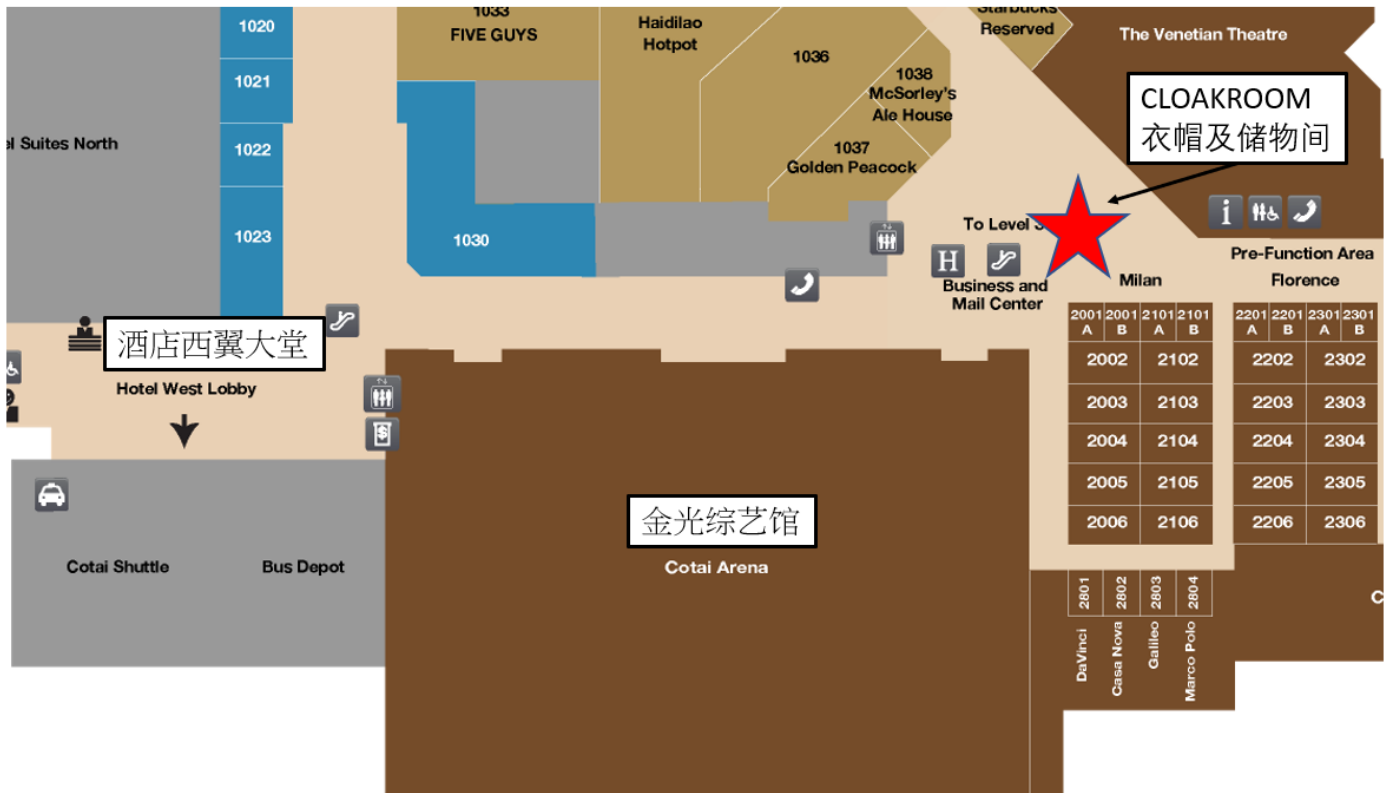 1020
1021
1022
1023
el Suites North
1033
FIVE GUYS
Haidilao
Hotpot
1036
1038
McSorley's
Ale House
1037
Golden Peacock
1030
Starbucks
Reserved
The Venetian Theatre
CLOAKROOM
衣帽及储物间
To Level 3
H
Business and
Mail Center
i
Pre-Function Area
Milan
Florence
酒店西翼大堂
Hotel West Lobby
$
Cotai Shuttle
Bus Depot
金光综艺馆
Cotai Arena
2001 A
2001 B
2101 A
2101 B
2201 A
2201 B
2301 A
2301 B
2002 2102 2202 2302
2003 2103 2203 2303
2004 2104 2204 2304
2005 2105 2205 2305
2006 2106 2206 2306
2801
2802
2803
2804
DaVinci
Casa Nova
Galileo
Marco Polo
C